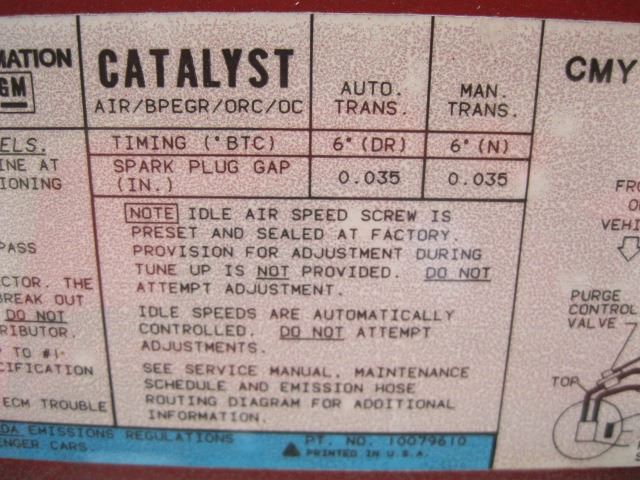 RMATION
GM
CATALYST
AIR/BPEGR/ORC/OC
AUTO.
TRANS.
MAN.
TRANS.
CMY
TIMING (°BTC) 6°(DR) 6°(N)
SPARK PLUG GAP
(IN.) 0.035 0.035
ELS.
INE AT
IONING
PASS
CTOR. THE
BREAK OUT
DO NOT
RIBUTOR.
P TO #1
CIFICATION
ECM TROUBLE
NOTE IDLE AIR SPEED SCREW IS
PRESET AND SEALED AT FACTORY.
PROVISION FOR ADJUSTMENT DURING
TUNE UP IS NOT PROVIDED. DO NOT
ATTEMPT ADJUSTMENT.
IDLE SPEEDS ARE AUTOMATICALLY
CONTROLLED. DO NOT ATTEMPT
ADJUSTMENTS.
SEE SERVICE MANUAL, MAINTENANCE
SCHEDULE AND EMISSION HOSE
ROUTING DIAGRAM FOR ADDITIONAL
INFORMATION.
FRO
O
VEHI
PURGE
CONTROL
VALVE
TOP
DA EMISSIONS REGULATIONS
ENGER CARS.
PT. NO. 10079610
PRINTED IN U.S.A.